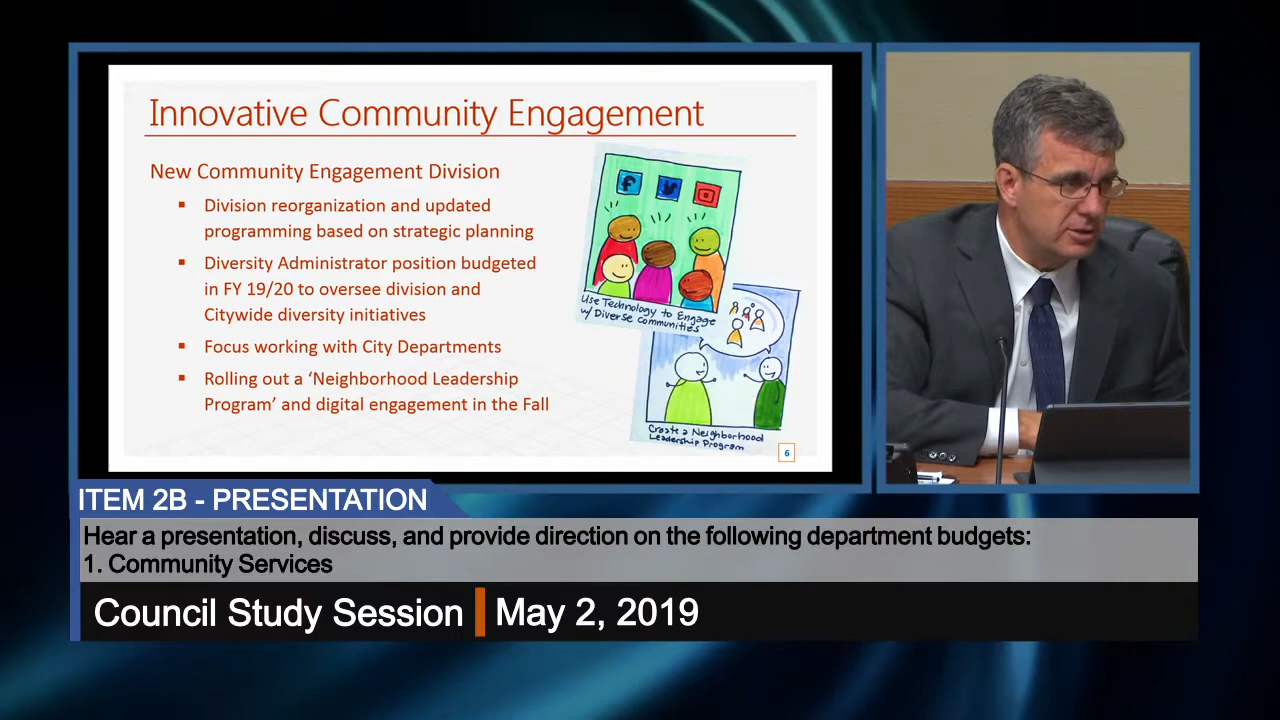 Innovative Community Engagement
New Community Engagement Division
▪ Division reorganization and updated
programming based on strategic planning
▪ Diversity Administrator position budgeted
in FY 19/20 to oversee division and
Citywide diversity initiatives
▪ Focus working with City Departments
▪ Rolling out a ‘Neighborhood Leadership
Program’ and digital engagement in the Fall
Use Technology to Engage
w/ Diverse communities
Create a Neighborhood
Leadership Program
6
ITEM 2B - PRESENTATION
Hear a presentation, discuss, and provide direction on the following department budgets:
1. Community Services
Council Study Session
May 2, 2019